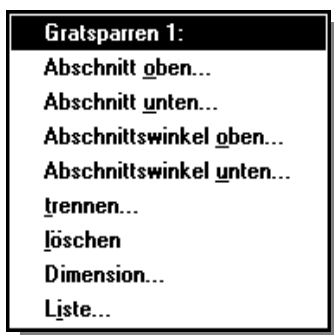 Gratsparren 1:
Abschnitt oben...
Abschnitt unten...
Abschnittswinkel oben...
Abschnittswinkel unten...
trennen...
löschen
Dimension...
Liste...